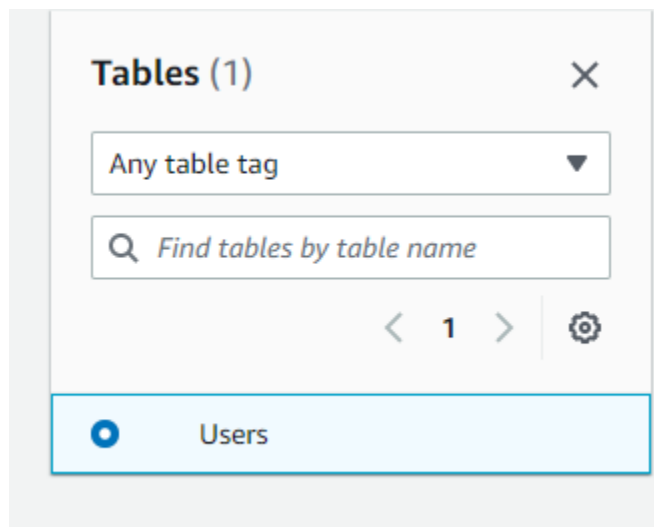 Tables (1)
Any table tag
Find tables by table name
1
Users